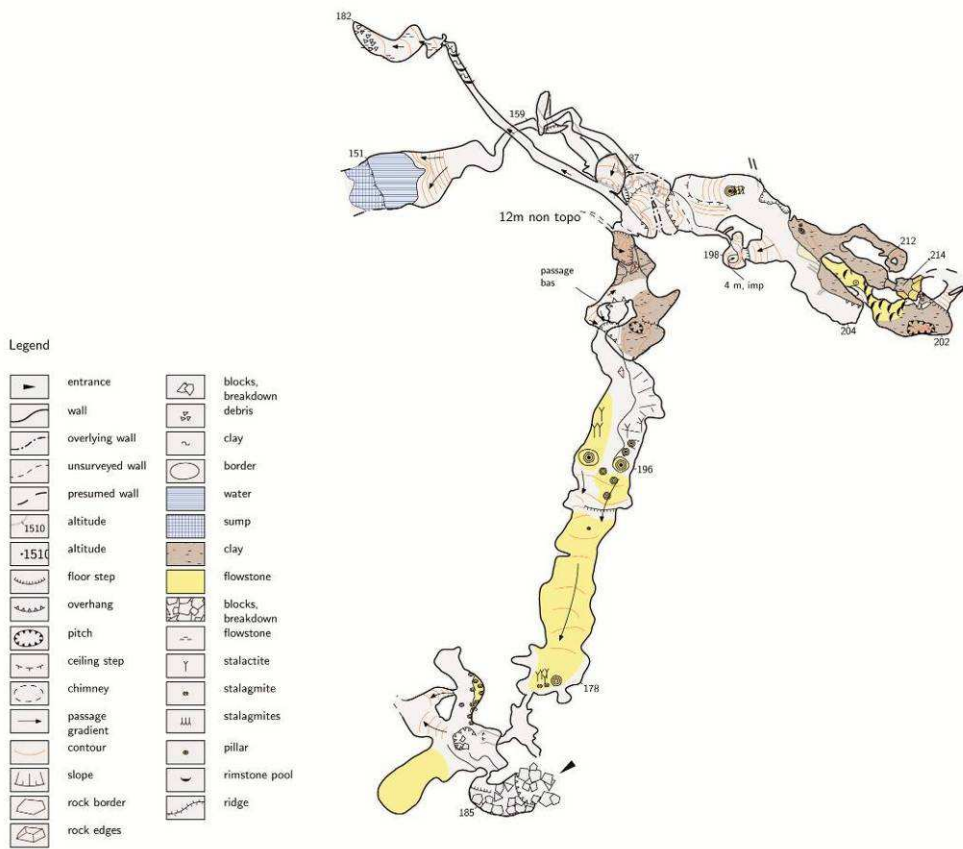 182
159
151
187
12m non topo
198
4 m, imp
212
214
204
202
passage
bas
196
178
185
Legend
entrance
wall
overlying wall
unsurveyed wall
presumed wall
altitude
1510
altitude
·1510
floor step
overhang
pitch
ceiling step
chimney
passage
gradient
contour
slope
rock border
rock edges
blocks,
breakdown
debris
clay
border
water
sump
clay
flowstone
blocks,
breakdown
flowstone
stalactite
stalagmite
stalagmites
pillar
rimstone pool
ridge